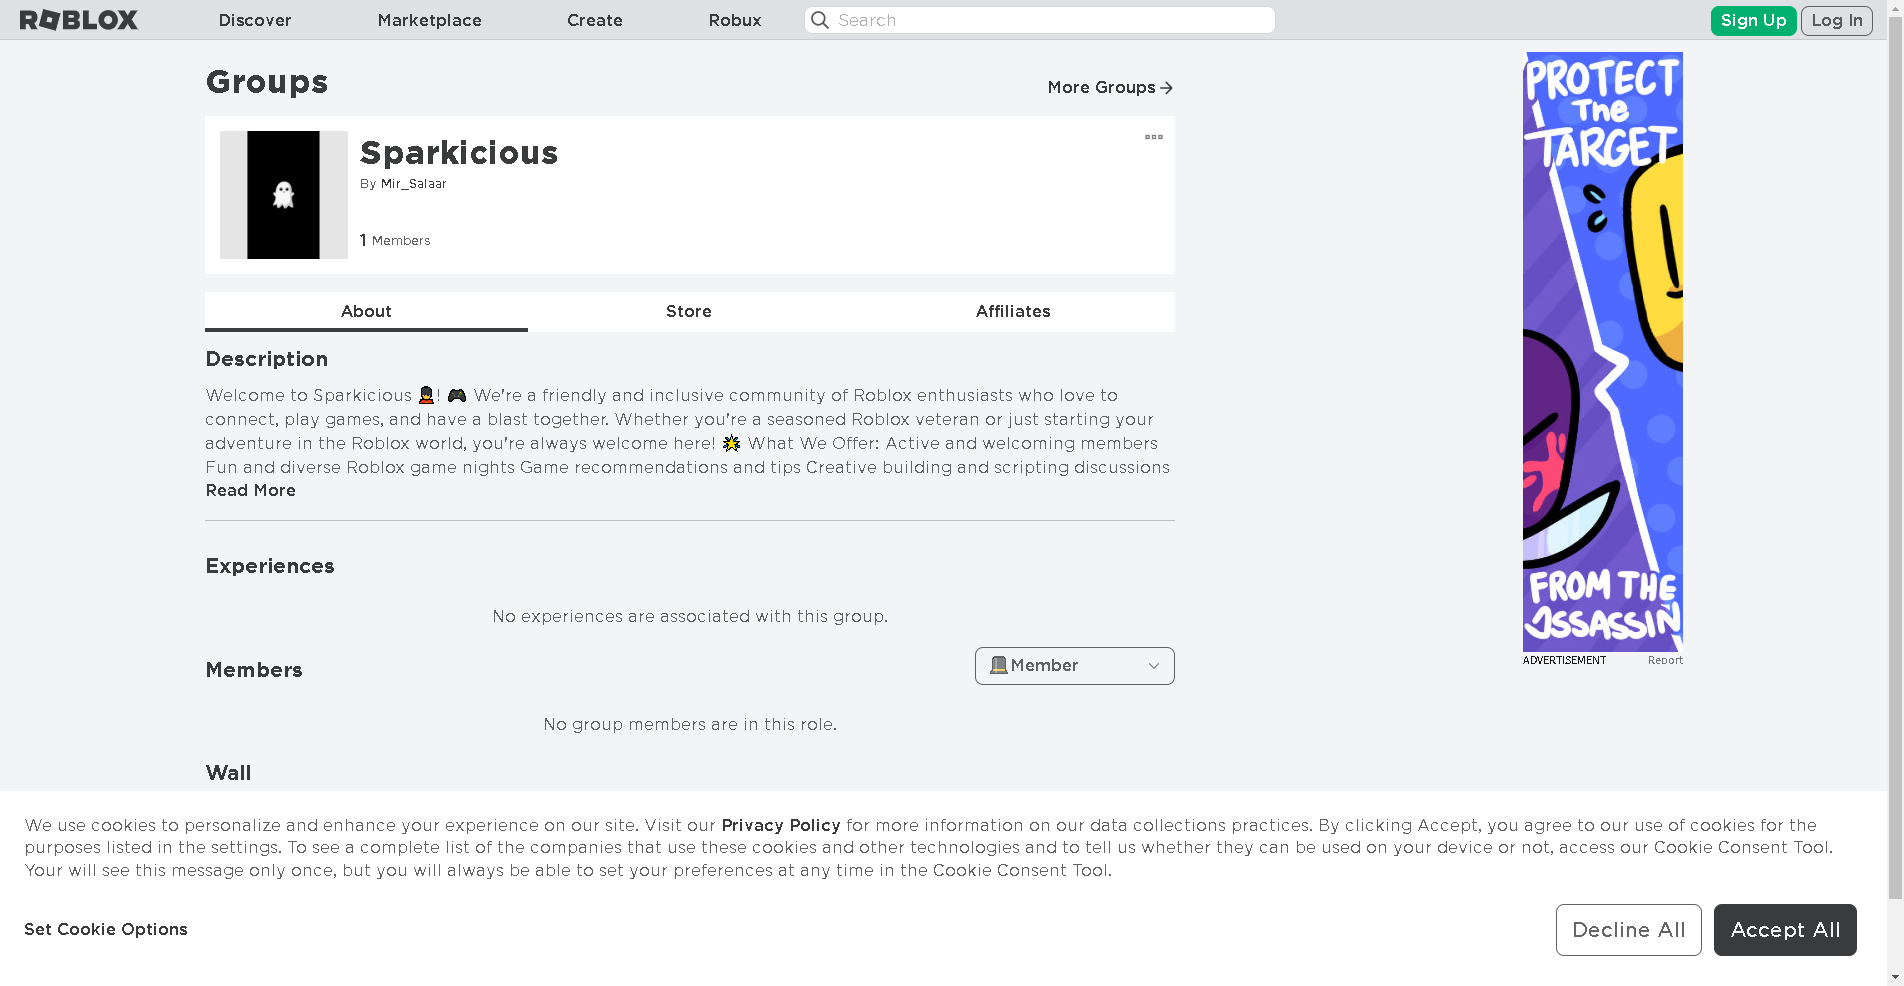 ROBLOX
Discover
Marketplace
Create
Robux
Search
Sign Up
Log In
Groups
More Groups
Sparkicious
By Mir_Salaar
1 Members
About
Store
Affiliates
Description
Welcome to Sparkicious 💂! 🎮 We're a friendly and inclusive community of Roblox enthusiasts who love to
connect, play games, and have a blast together. Whether you're a seasoned Roblox veteran or just starting your
adventure in the Roblox world, you're always welcome here! 🌟 What We Offer: Active and welcoming members
Fun and diverse Roblox game nights Game recommendations and tips Creative building and scripting discussions
Read More
Experiences
No experiences are associated with this group.
Members
Member
No group members are in this role.
Wall
PROTECT
The
TARGET
FROM THE
ASSASSIN
ADVERTISEMENT
Report
We use cookies to personalize and enhance your experience on our site. Visit our Privacy Policy for more information on our data collections practices. By clicking Accept, you agree to our use of cookies for the
purposes listed in the settings. To see a complete list of the companies that use these cookies and other technologies and to tell us whether they can be used on your device or not, access our Cookie Consent Tool.
Your will see this message only once, but you will always be able to set your preferences at any time in the Cookie Consent Tool.
Set Cookie Options
Decline All
Accept All